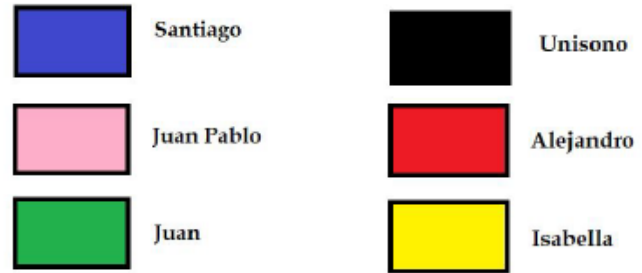 Santiago
Unisono
Juan Pablo
Alejandro
Juan
Isabella